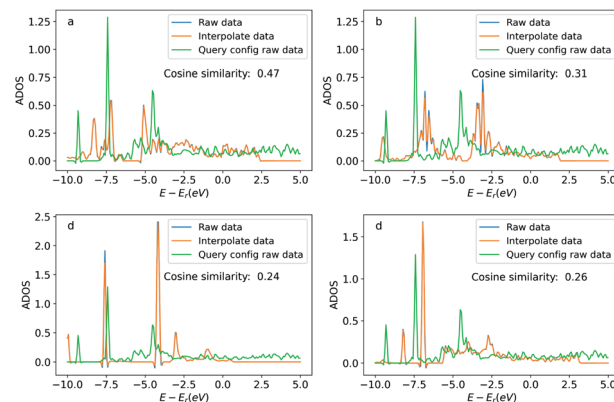 a
Raw data
Interpolate data
Query config raw data
Cosine similarity: 0.47
ADOS
1.25
1.00
0.75
0.50
0.25
0.00
−10.0 −7.5 −5.0 −2.5 0.0 2.5 5.0
E − Ef(eV)
b
Raw data
Interpolate data
Query config raw data
Cosine similarity: 0.31
ADOS
1.25
1.00
0.75
0.50
0.25
0.00
−10.0 −7.5 −5.0 −2.5 0.0 2.5 5.0
E − Ef(eV)
d
Raw data
Interpolate data
Query config raw data
Cosine similarity: 0.24
ADOS
2.5
2.0
1.5
1.0
0.5
0.0
−10.0 −7.5 −5.0 −2.5 0.0 2.5 5.0
E − Ef(eV)
d
Raw data
Interpolate data
Query config raw data
Cosine similarity: 0.26
ADOS
1.5
1.0
0.5
0.0
−10.0 −7.5 −5.0 −2.5 0.0 2.5 5.0
E − Ef(eV)